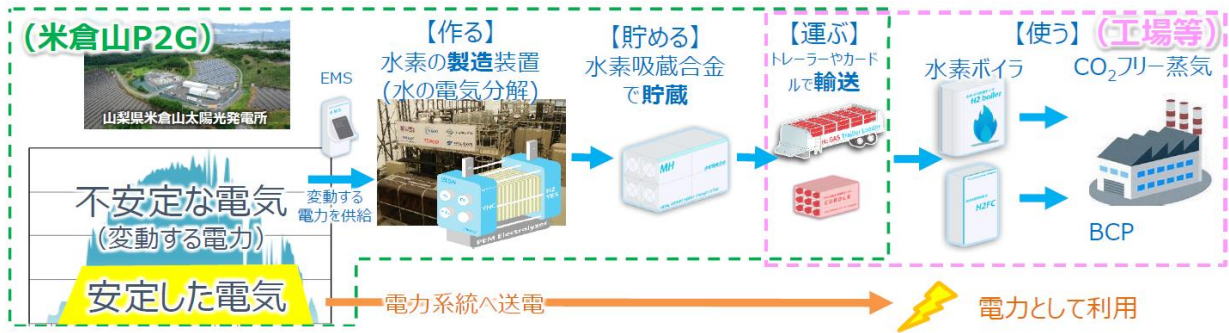 (米倉山P2G)
山梨県米倉山太陽光発電所
EMS
不安定な電気
(変動する電力)
安定した電気
変動する
電力を供給
【作る】
水素の製造装置
(水の電気分解)
PEM Electrolyzer
【貯める】
水素吸蔵合金
で貯蔵
MH
【運ぶ】
トレーラーやカード
ルで輸送
H2 GAS Trailer Loader
CURDLE
【使う】
(工場等)
水素ボイラ
H2 boiler
H2FC
CO₂フリー蒸気
BCP
電力系統へ送電
電力として利用